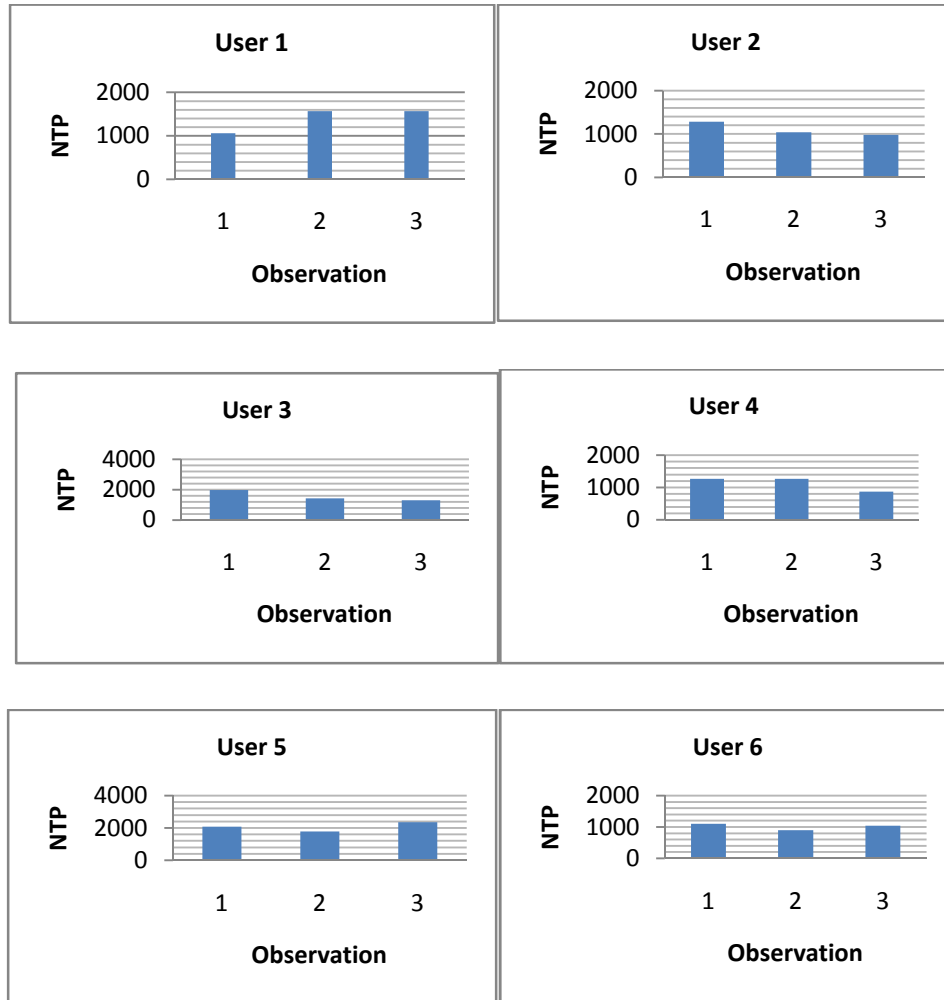 User 1
2000
1000
0
NTP
1 2 3
Observation
User 2
2000
1000
0
NTP
1 2 3
Observation
User 3
4000
2000
0
NTP
1 2 3
Observation
User 4
2000
1000
0
NTP
1 2 3
Observation
User 5
4000
2000
0
NTP
1 2 3
Observation
User 6
2000
1000
0
NTP
1 2 3
Observation